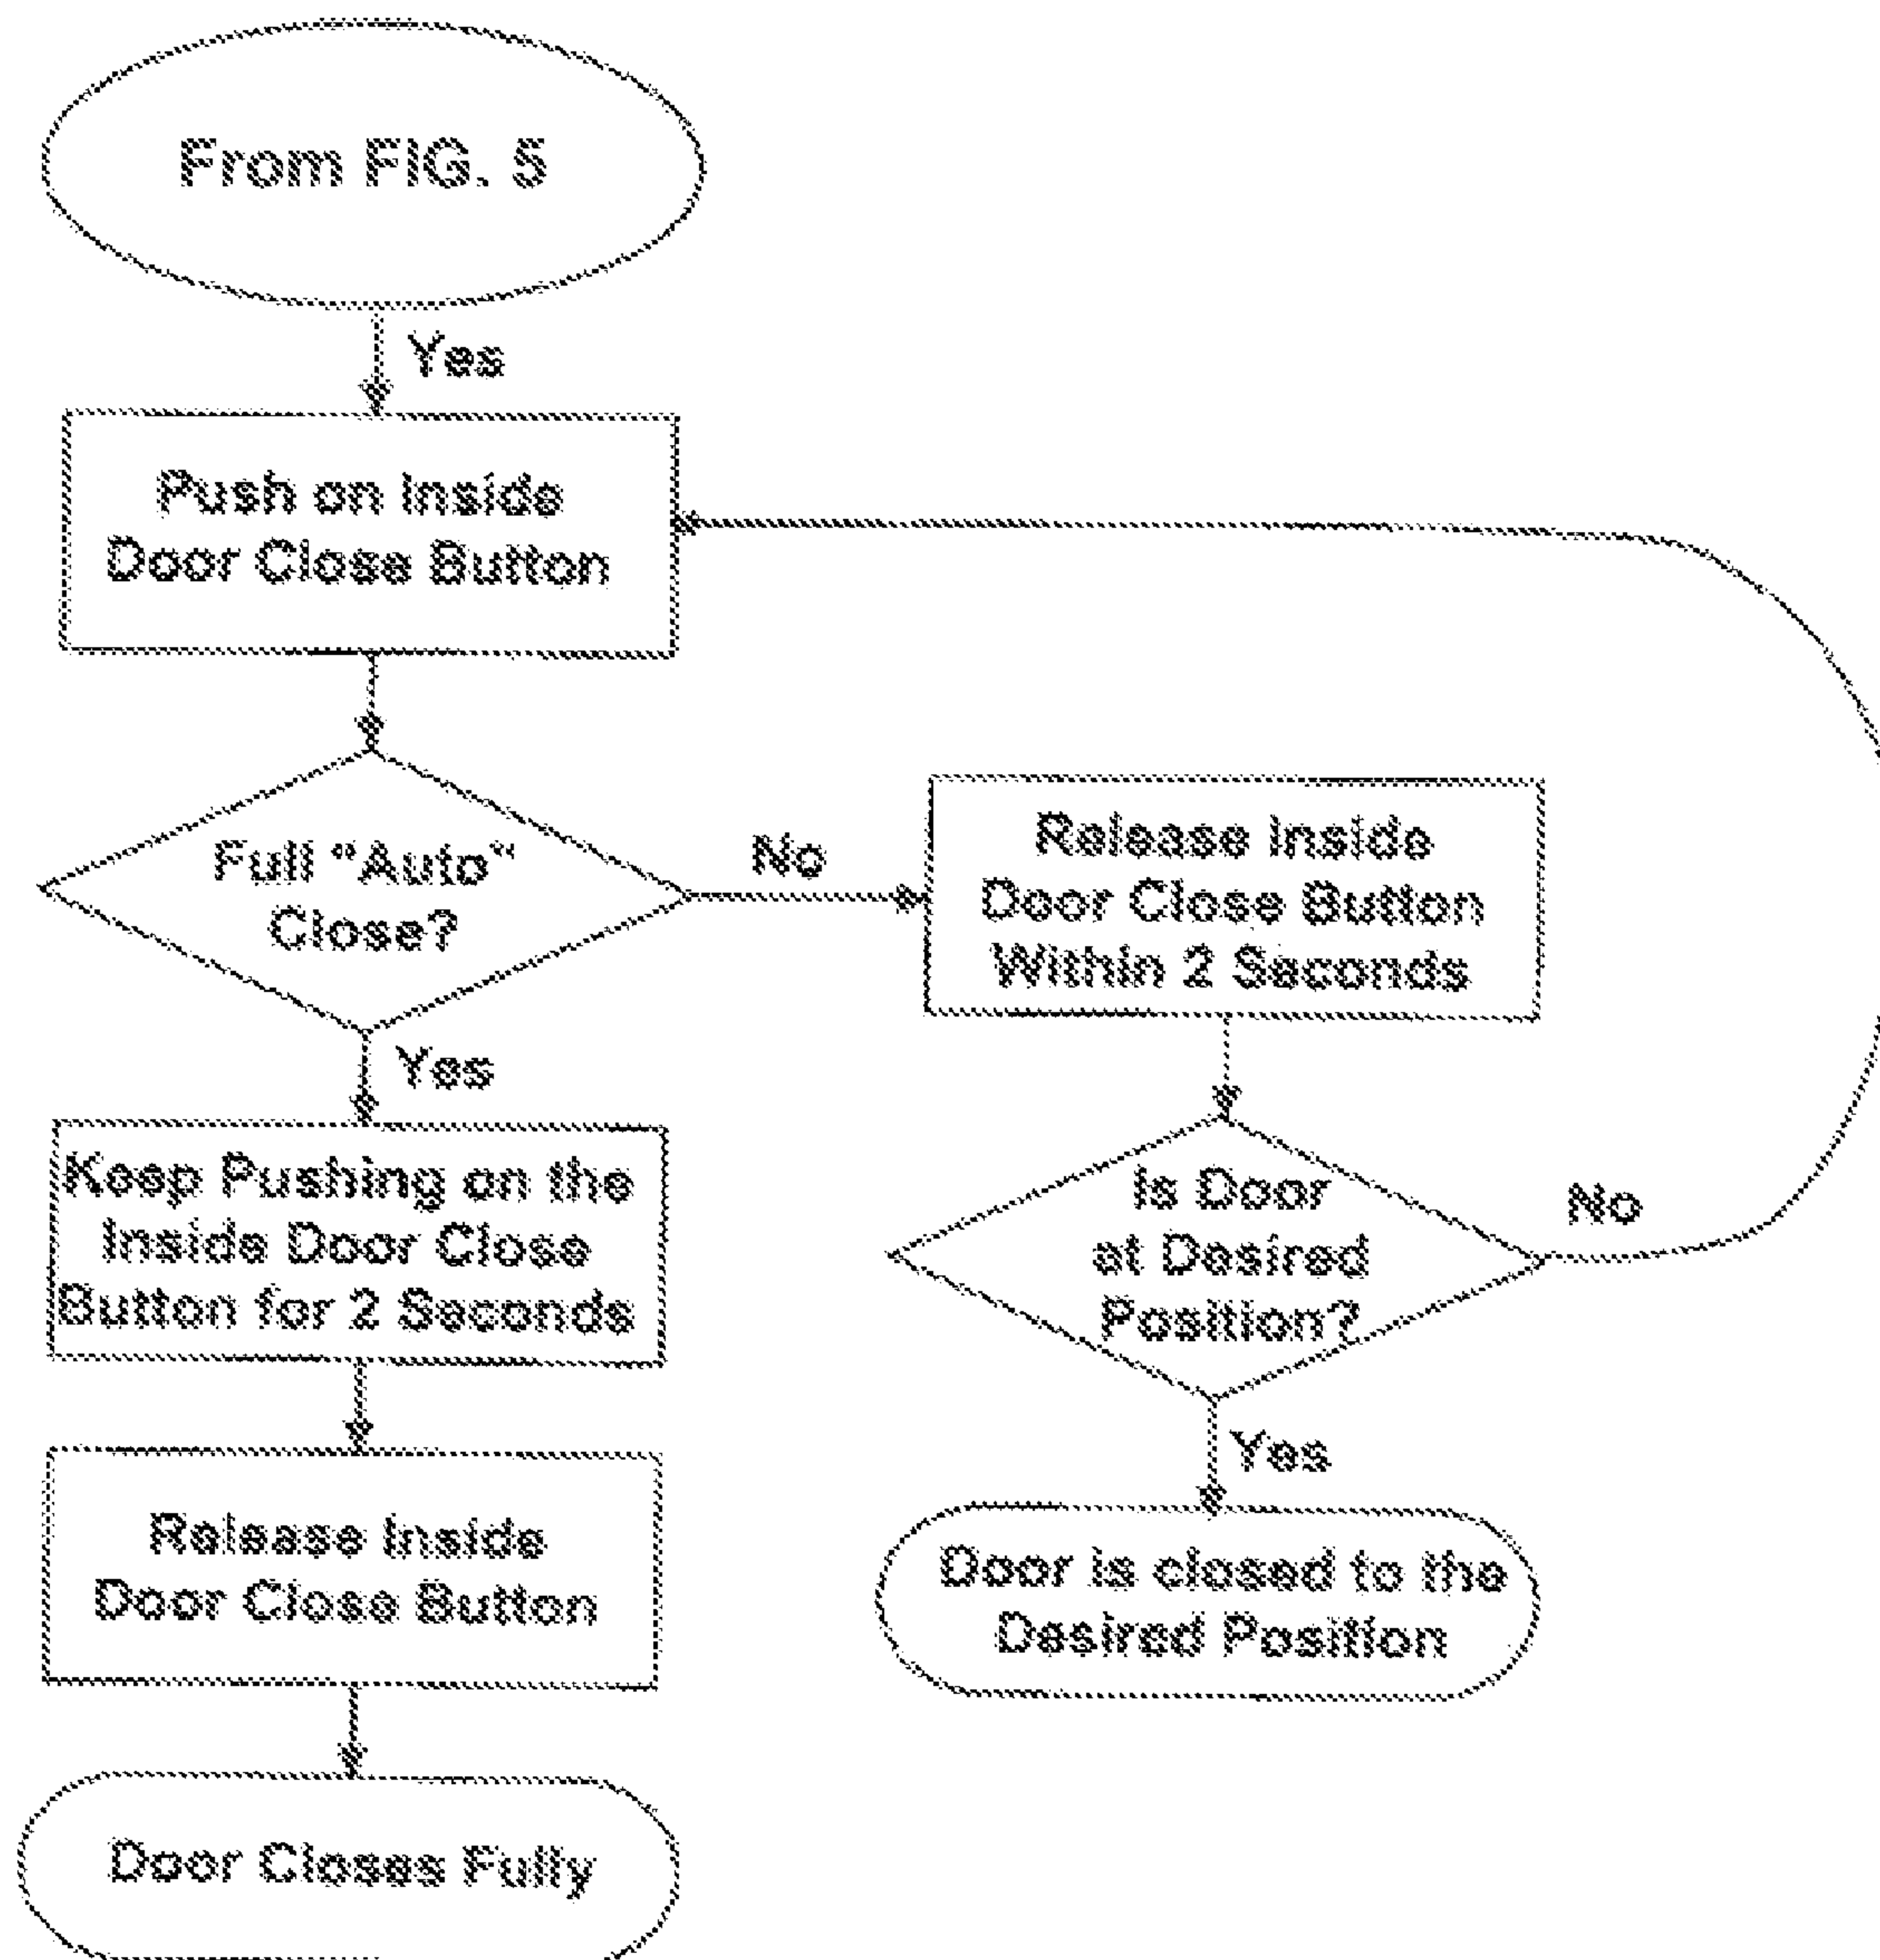 From FIG. 5
Yes
Push on Inside
Door Close Button
Full "Auto"
Close?
No
Release Inside
Door Close Button
Within 2 Seconds
Yes
Keep Pushing on the
Inside Door Close
Button for 2 Seconds
Is Door
at Desired
Position?
No
Yes
Release Inside
Door Close Button
Door is closed to the
Desired Position
Door Closes Fully